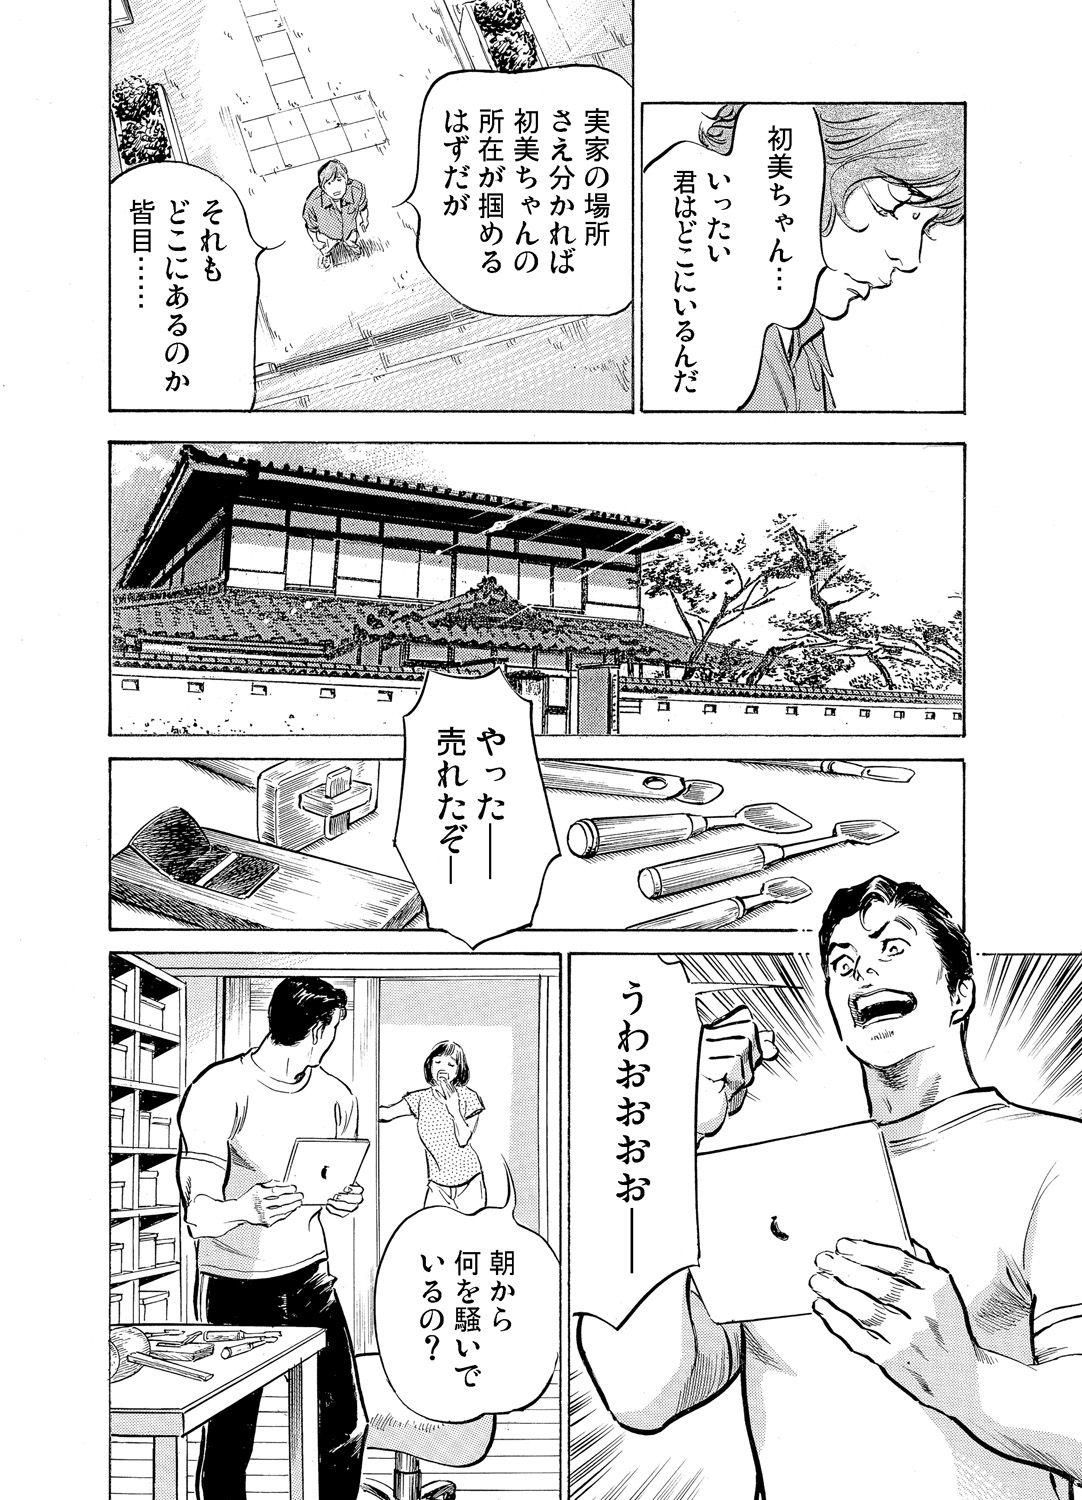 初美ちゃん…
いったい
君はどこにいるんだ
実家の場所
さえ分かれば
初美ちゃんの
所在が掴める
はずだが
それも
どこにあるのか
皆目……
やったー
売れたぞー
うわおおおおー
朝から
何を騒いで
いるの？